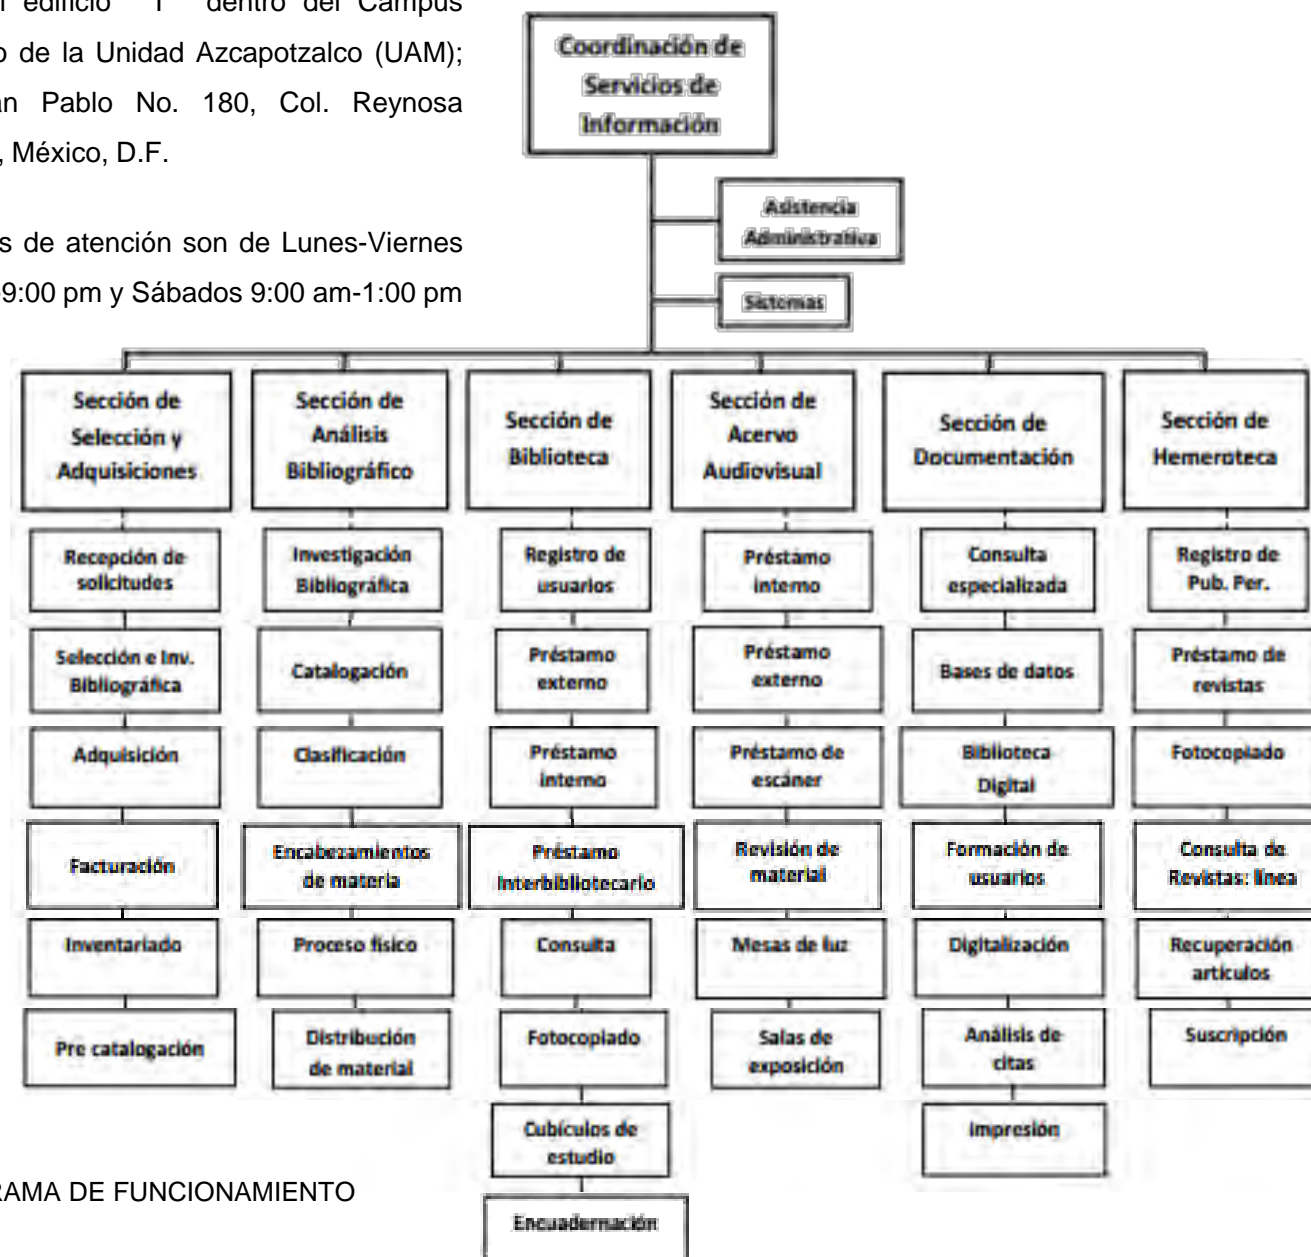 edificio "T" dentro del Campus
de la Unidad Azcapotzalco (UAM);
Pablo No. 180, Col. Reynosa
, México, D.F.
de atención son de Lunes-Viernes
9:00 pm y Sábados 9:00 am-1:00 pm
Coordinación de
Servicios de
Información
Asistencia
Administrativa
Sistemas
Sección de
Selección y
Adquisiciones
Recepción de
solicitudes
Selección e Inv.
Bibliográfica
Adquisición
Facturación
Inventariado
Pre catalogación
Sección de
Análisis
Bibliográfico
Investigación
Bibliográfica
Catalogación
Clasificación
Encabezamientos
de materia
Proceso físico
Distribución
de material
Sección de
Biblioteca
Registro de
usuarios
Préstamo
externo
Préstamo
interno
Préstamo
Interbibliotecario
Consulta
Fotocopiado
Cubículos de
estudio
Encuadernación
Sección de
Acervo
Audiovisual
Préstámo
interno
Préstamo
externo
Préstamo de
escáner
Revisión de
material
Mesas de luz
Salas de
exposición
Sección de
Documentación
Consulta
especializada
Bases de datos
Biblioteca
Digital
Formación de
usuarios
Digitalización
Análisis de
citas
Impresión
Sección de
Hemeroteca
Registro de
Pub. Per.
Préstamo de
revistas
Fotocopiado
Consulta de
Revistas: línea
Recuperación
artículos
Suscripción
RAMA DE FUNCIONAMIENTO